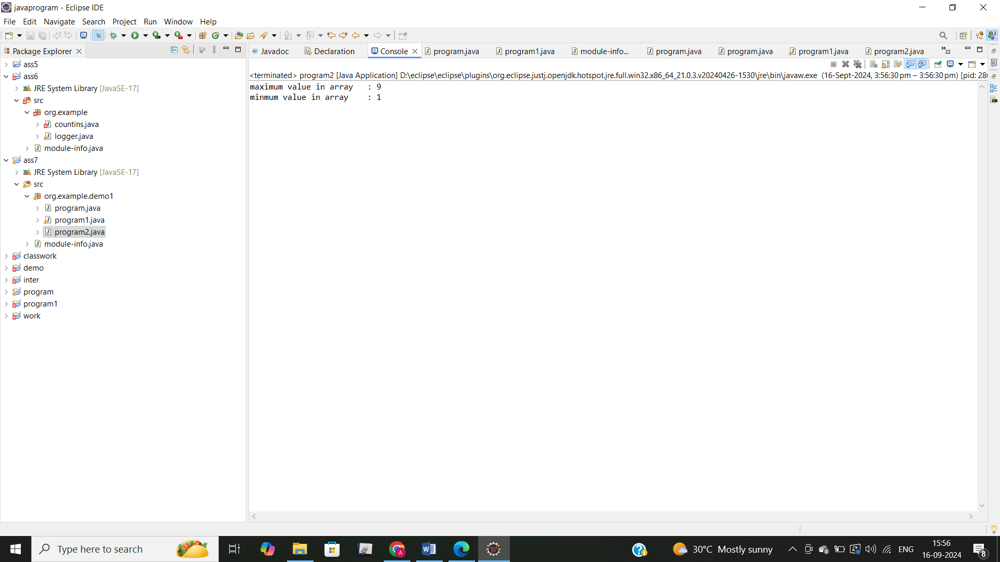 javaprogram - Eclipse IDE
File Edit Navigate Search Project Run Window Help
Package Explorer
ass5
ass6
JRE System Library [JavaSE-17]
src
org.example
countins.java
logger.java
module-info.java
ass7
JRE System Library [JavaSE-17]
src
org.example.demo1
program.java
program1.java
program2.java
module-info.java
classwork
demo
inter
program
program1
work
@ Javadoc Declaration Console program.java program1.java module-info... program.java program.java program1.java program2.java »22
<terminated> program2 [Java Application] D:\eclipse\eclipse\plugins\org.eclipse.justj.openjdk.hotspot.jre.full.win32.x86_64_21.0.3.v20240426-1530\jre\bin\javaw.exe (16-Sept-2024, 3:56:30 pm – 3:56:30 pm) [pid: 286
maximum value in array : 9
minmum value in array : 1
Type here to search
30°C Mostly sunny
ENG
15:56
16-09-2024
8